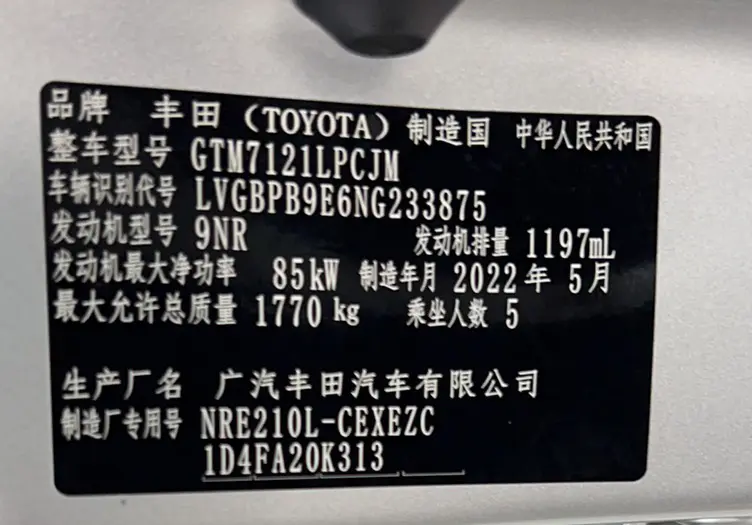 品牌 丰田（TOYOTA）制造国 中华人民共和国
整车型号 GTM7121LPCJM
车辆识别代号 LVGBPB9E6NG233875
发动机型号 9NR 发动机排量 1197mL
发动机最大净功率 85kW 制造年月 2022年 5月
最大允许总质量 1770 kg 乘坐人数 5
生产厂名 广汽丰田汽车有限公司
制造厂专用号 NRE210L-CEXEZC
1D4FA20K313